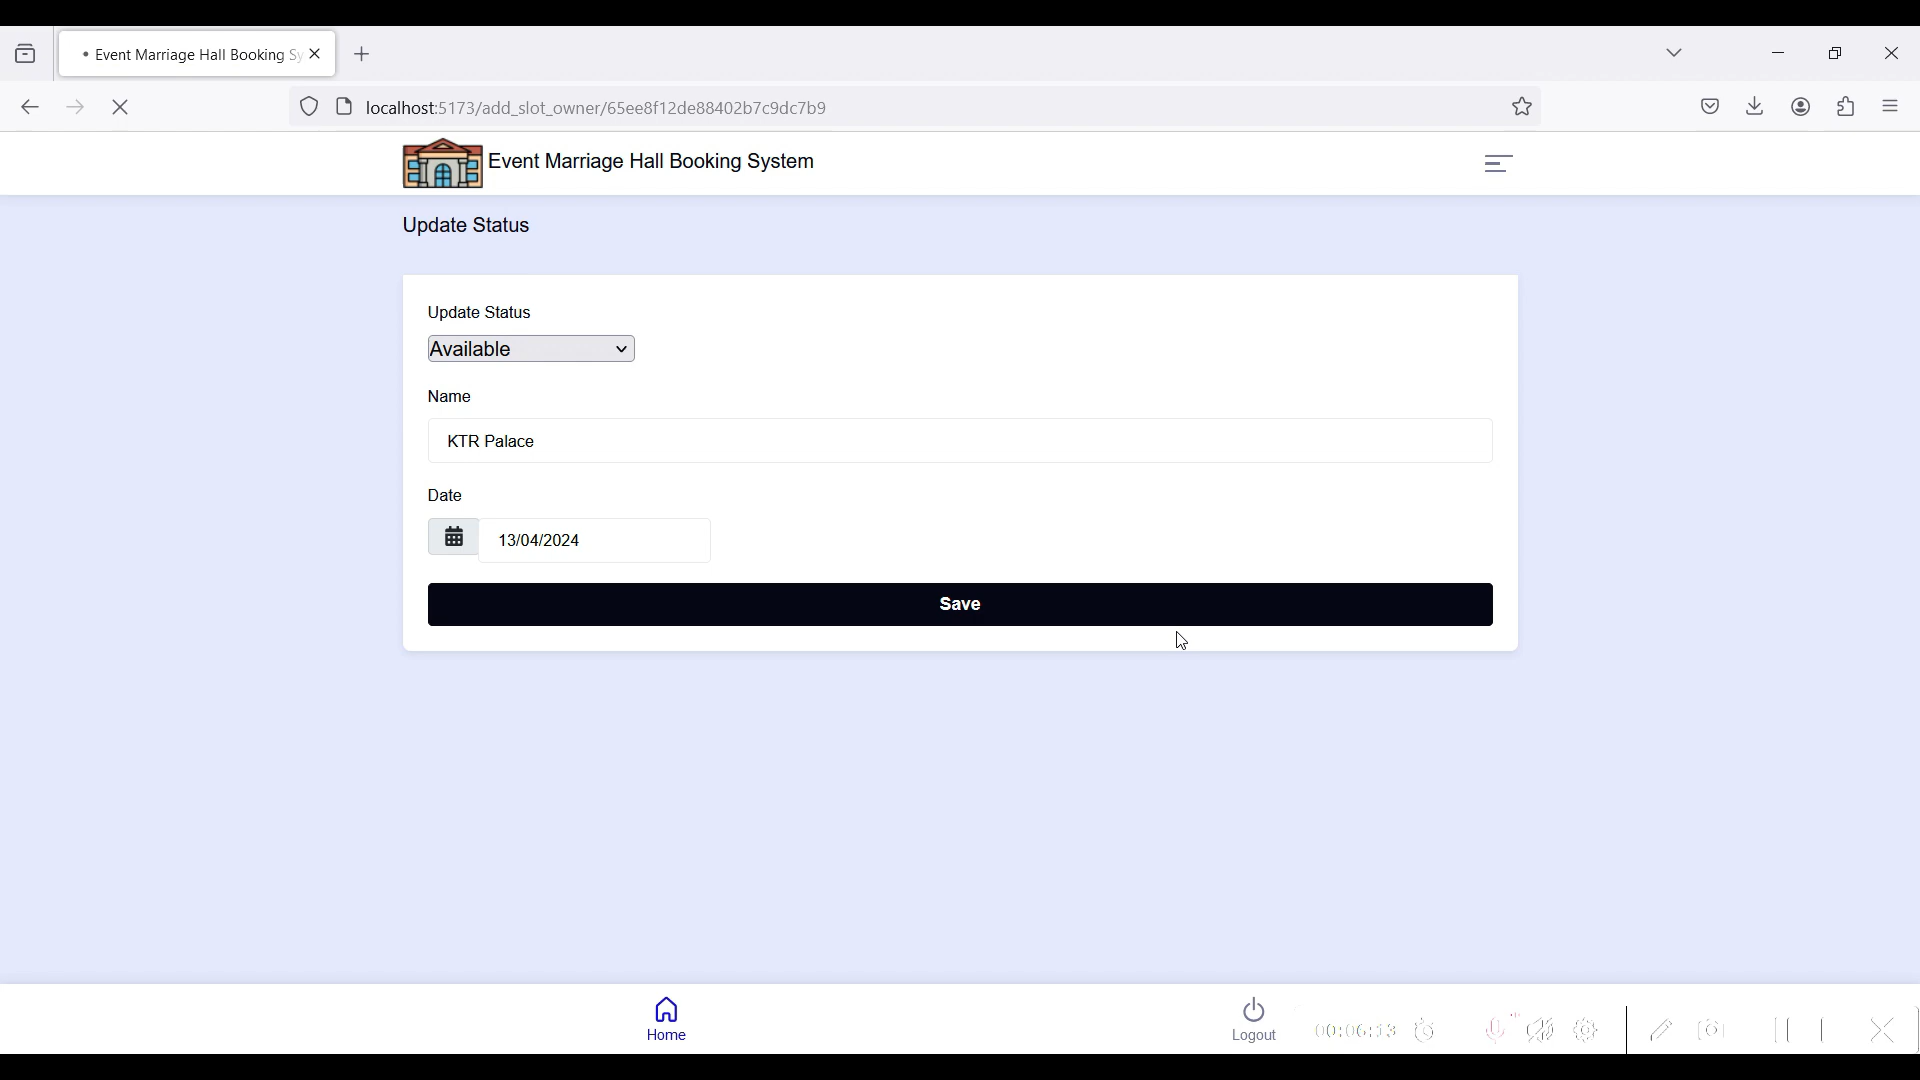 Event Marriage Hall Booking Sy
localhost:5173/add_slot_owner/65ee8f12de88402b7c9dc7b9
Event Marriage Hall Booking System
Update Status
Update Status
Available
Name
KTR Palace
Date
13/04/2024
Save
Home
Logout
00:06:13